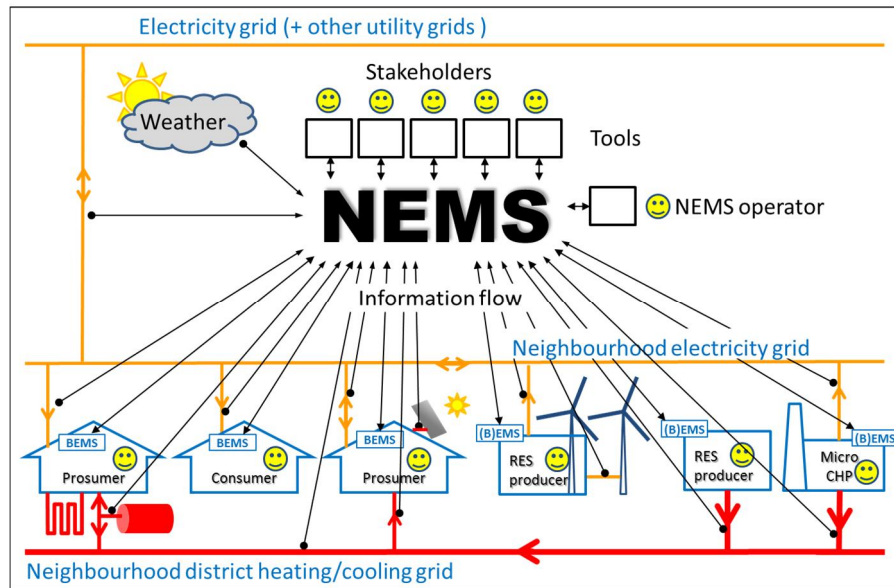 Electricity grid (+ other utility grids )
Stakeholders
Weather
Tools
NEMS
NEMS operator
Information flow
Neighbourhood electricity grid
BEMS
BEMS
BEMS
(B)EMS
(B)EMS
(B)EMS
Prosumer
Consumer
Prosumer
RES
producer
RES
producer
Micro
CHP
Neighbourhood district heating/cooling grid